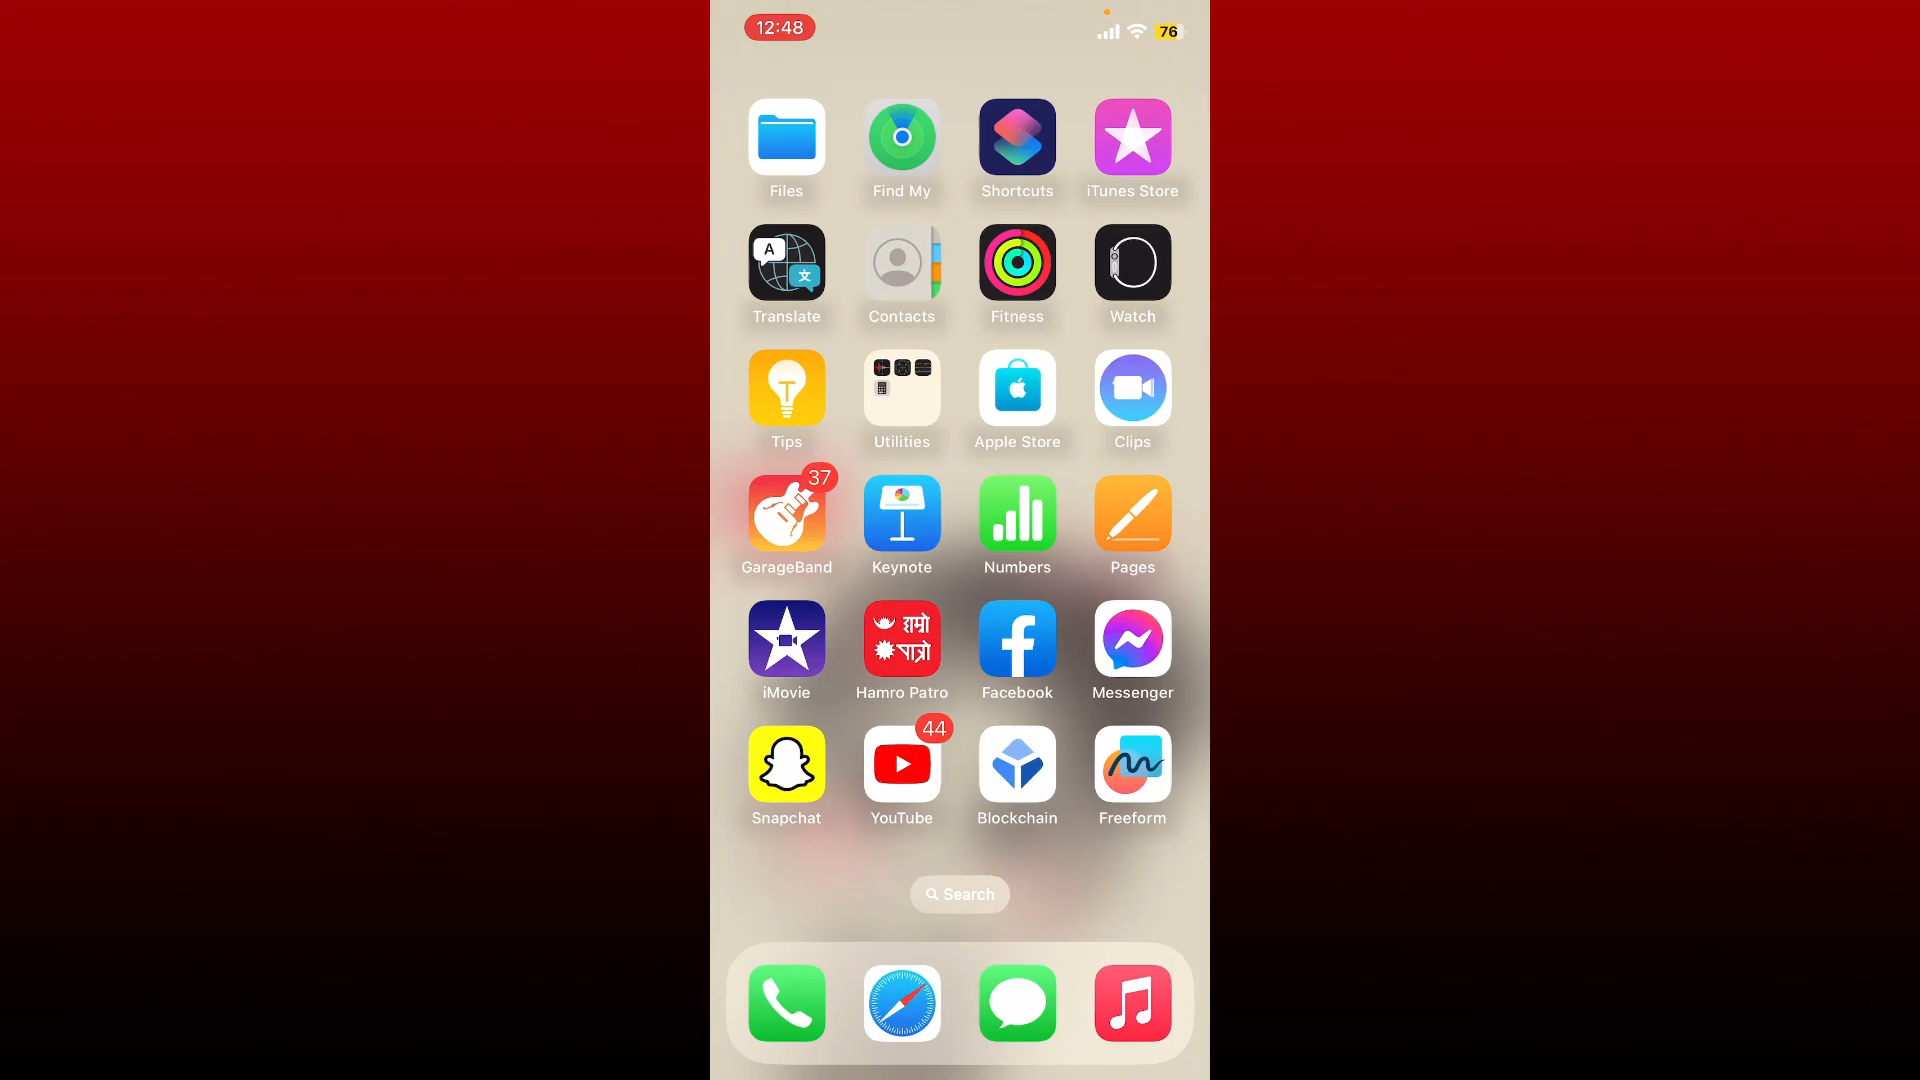 12:48
76
Files Find My Shortcuts iTunes Store
A
文
Translate Contacts Fitness Watch
Tips Utilities Apple Store Clips
37
GarageBand Keynote Numbers Pages
हाम्रो
पात्रो
iMovie Hamro Patro Facebook Messenger
44
Snapchat YouTube Blockchain Freeform
Search